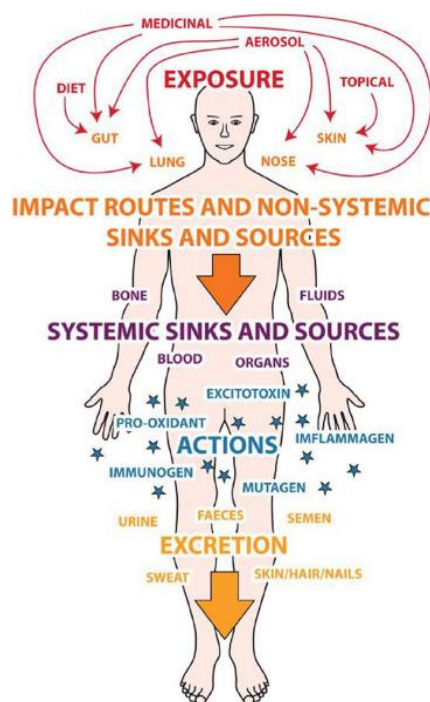 MEDICINAL
AEROSOL
EXPOSURE
DIET
TOPICAL
GUT
SKIN
LUNG
NOSE
IMPACT ROUTES AND NON-SYSTEMIC
SINKS AND SOURCES
BONE
FLUIDS
SYSTEMIC SINKS AND SOURCES
BLOOD
ORGANS
EXCITOTOXIN
PRO-OXIDANT
ACTIONS
IMFLAMMAGEN
IMMUNOGEN
MUTAGEN
URINE
FAECES
SEMEN
EXCRETION
SWEAT
SKIN/HAIR/NAILS